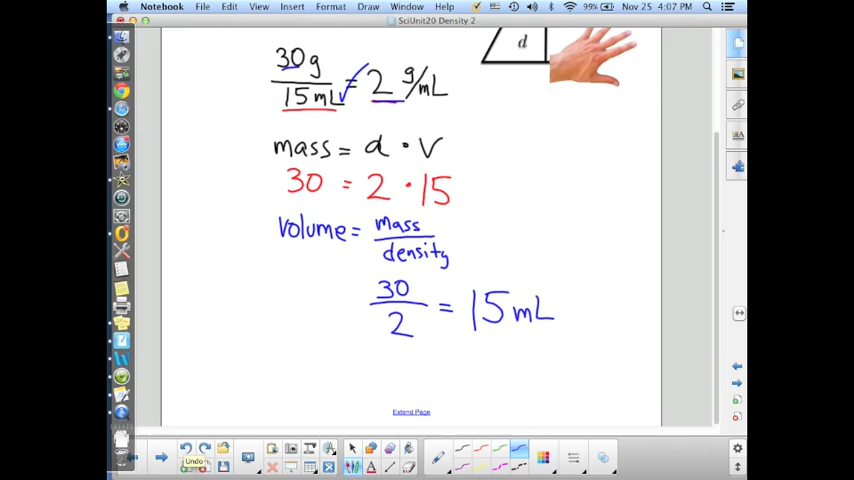 Notebook File Edit View Insert Format Draw Window Help 99% Nov 25 4:07 PM
SciUnit20 Density 2
d
30g
15mL = 2 g/mL
mass = d · V
30 = 2 · 15
Volume = mass
density
30
2
= 15 mL
Extend Page
Undo